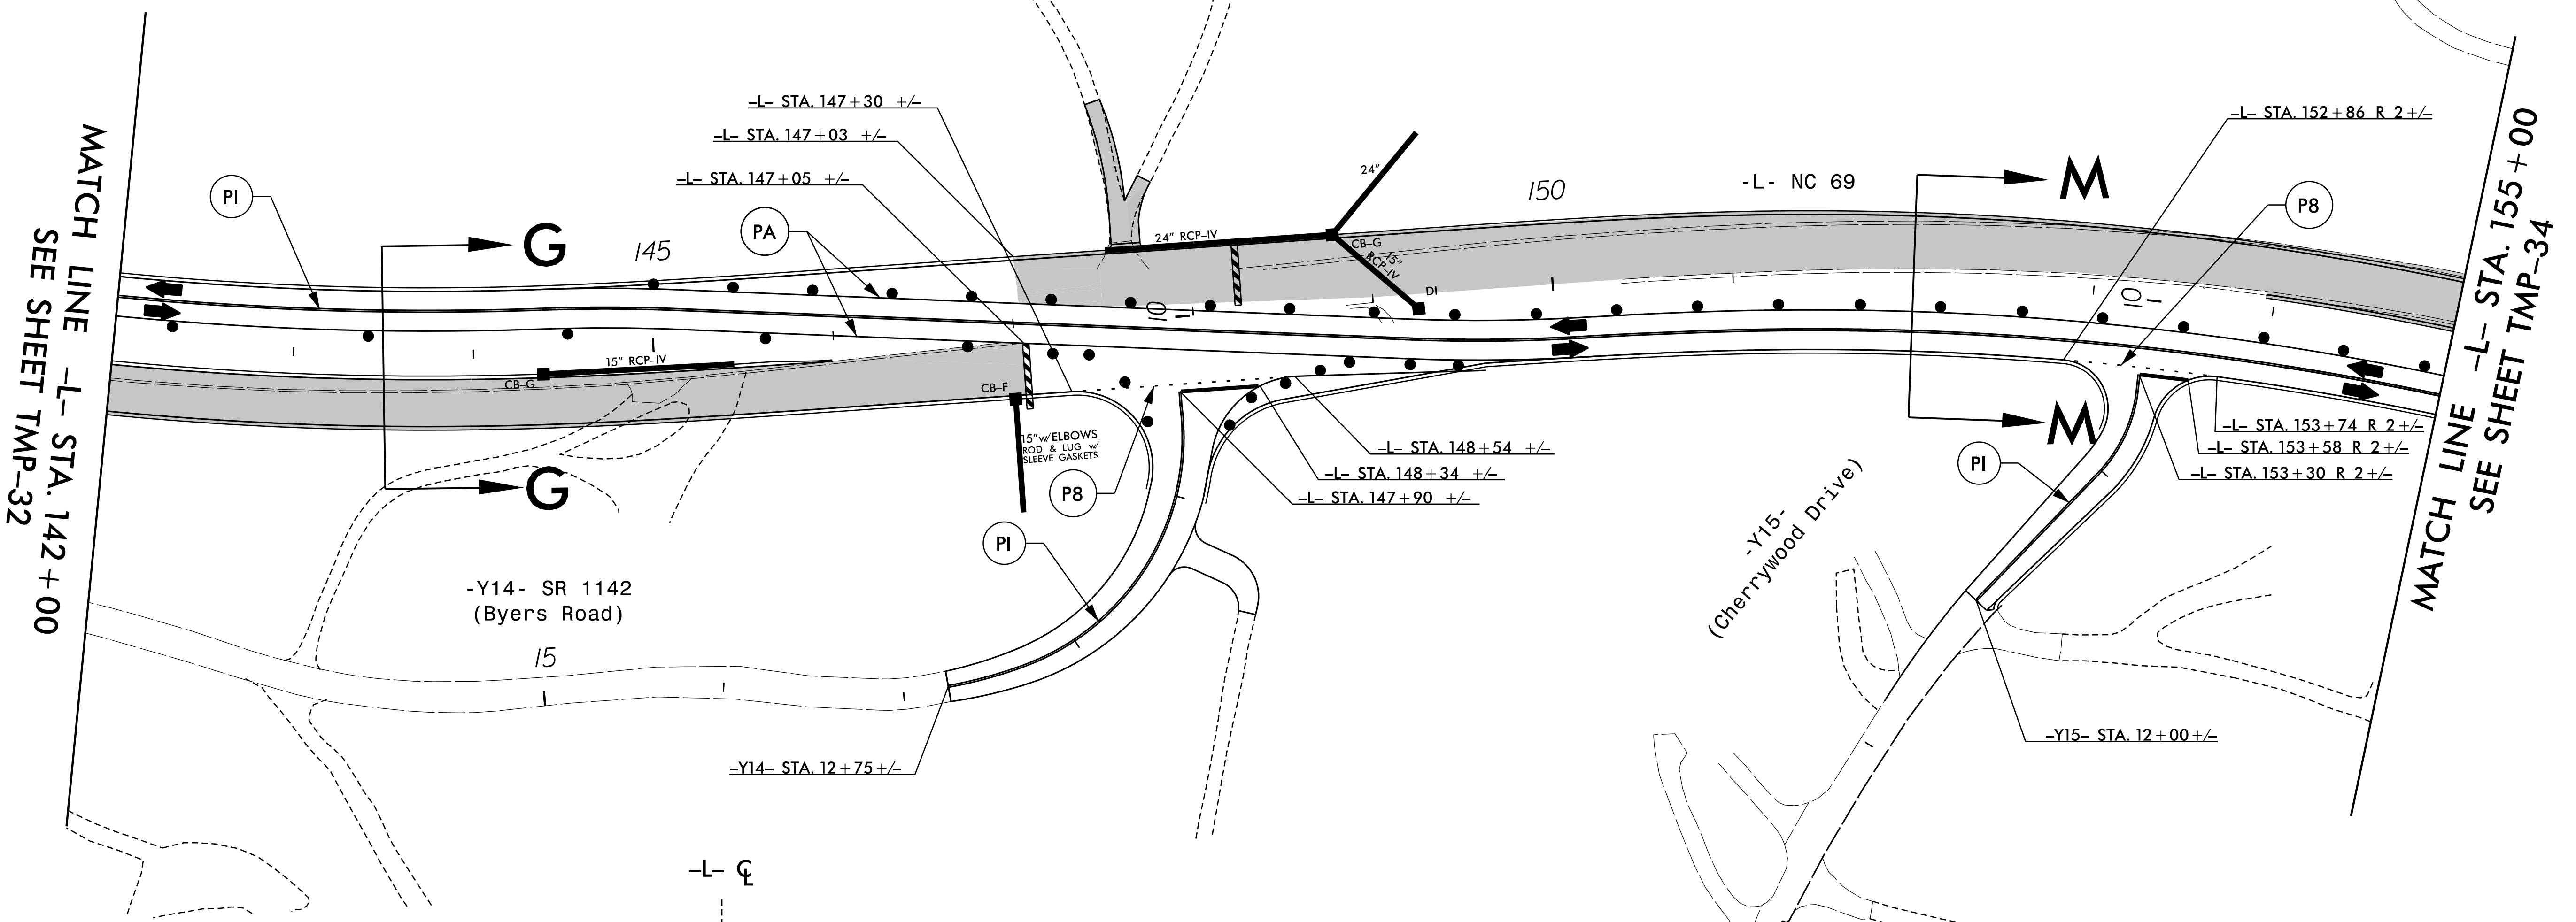 MATCH LINE -L- STA. 142+00
SEE SHEET TMP-32
PI
G
G
145
PA
-L- STA. 147+30 +/-
-L- STA. 147+03 +/-
-L- STA. 147+05 +/-
24" RCP-IV
24"
CB-G
15"
RCP-IV
DI
150
-L- NC 69
M
M
-L- STA. 152+86 R 2+/-
P8
MATCH LINE -L- STA. 155+00
SEE SHEET TMP-34
10
10
CB-G
15" RCP-IV
CB-F
15" w/ELBOWS
ROD & LUG w/
SLEEVE GASKETS
P8
PI
-L- STA. 148+54 +/-
-L- STA. 148+34 +/-
-L- STA. 147+90 +/-
-L- STA. 153+74 R 2+/-
-L- STA. 153+58 R 2+/-
-L- STA. 153+30 R 2+/-
PI
-Y15-
(Cherrywood Drive)
-Y14- SR 1142
(Byers Road)
15
-Y14- STA. 12+75+/-
-Y15- STA. 12+00+/-
-L- ℄